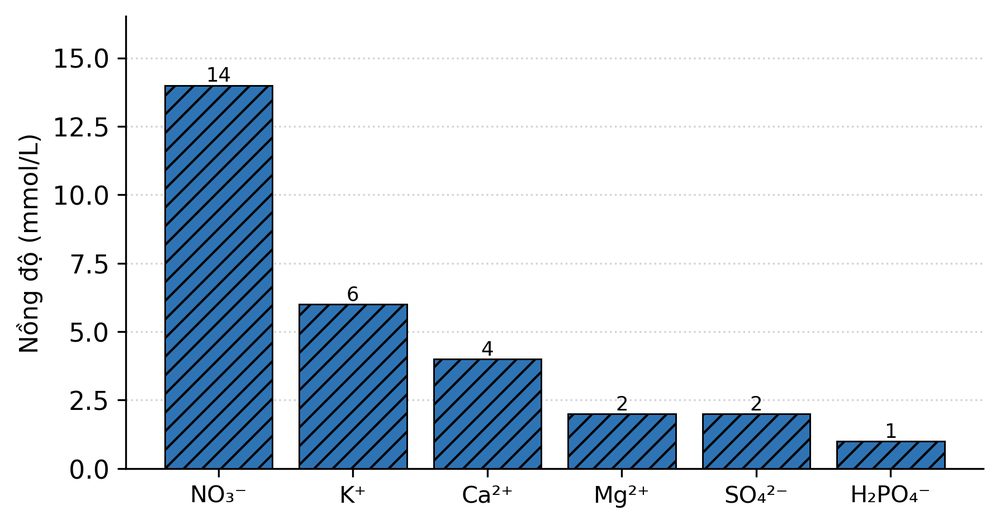 Nồng độ (mmol/L)
15.0
12.5
10.0
7.5
5.0
2.5
0.0
14
6
4
2
2
1
NO₃⁻
K⁺
Ca²⁺
Mg²⁺
SO₄²⁻
H₂PO₄⁻